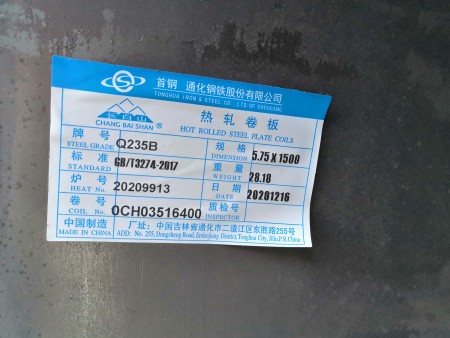 首钢 通化钢铁股份有限公司
TONGHUA IRON & STEEL CO., LTD OF SHOUGANG
长白山
CHANG BAI SHAN
热轧卷板
HOT ROLLED STEEL PLATE COILS
牌号 Q235B 规格 5.75 X 1500
STEEL GRADE DIMENSION
标准 GB/T3274-2017 重量 28.18
STANDARD WEIGHT
炉号 20209913 日期 20201216
HEAT No. DATE
卷号 0CH03516400 质检号
COIL No. INSPECTOR
中国制造 厂址: 中国吉林省通化市二道江区东胜路255号
MADE IN CHINA ADD: No. 255, Dongsheng Road, Erdaojiang District, Tonghua City, Jilin, P.R. China